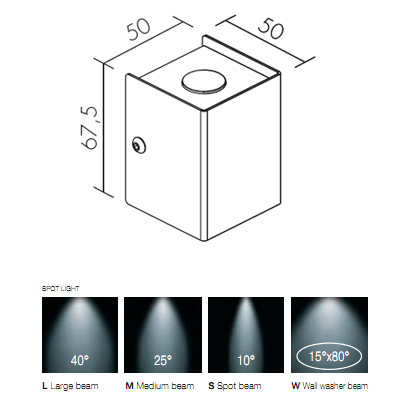 50
50
67,5
SPOT LIGHT
40°
25°
10°
15°x80°
L Large beam
M Medium beam
S Spot beam
W Wall washer beam